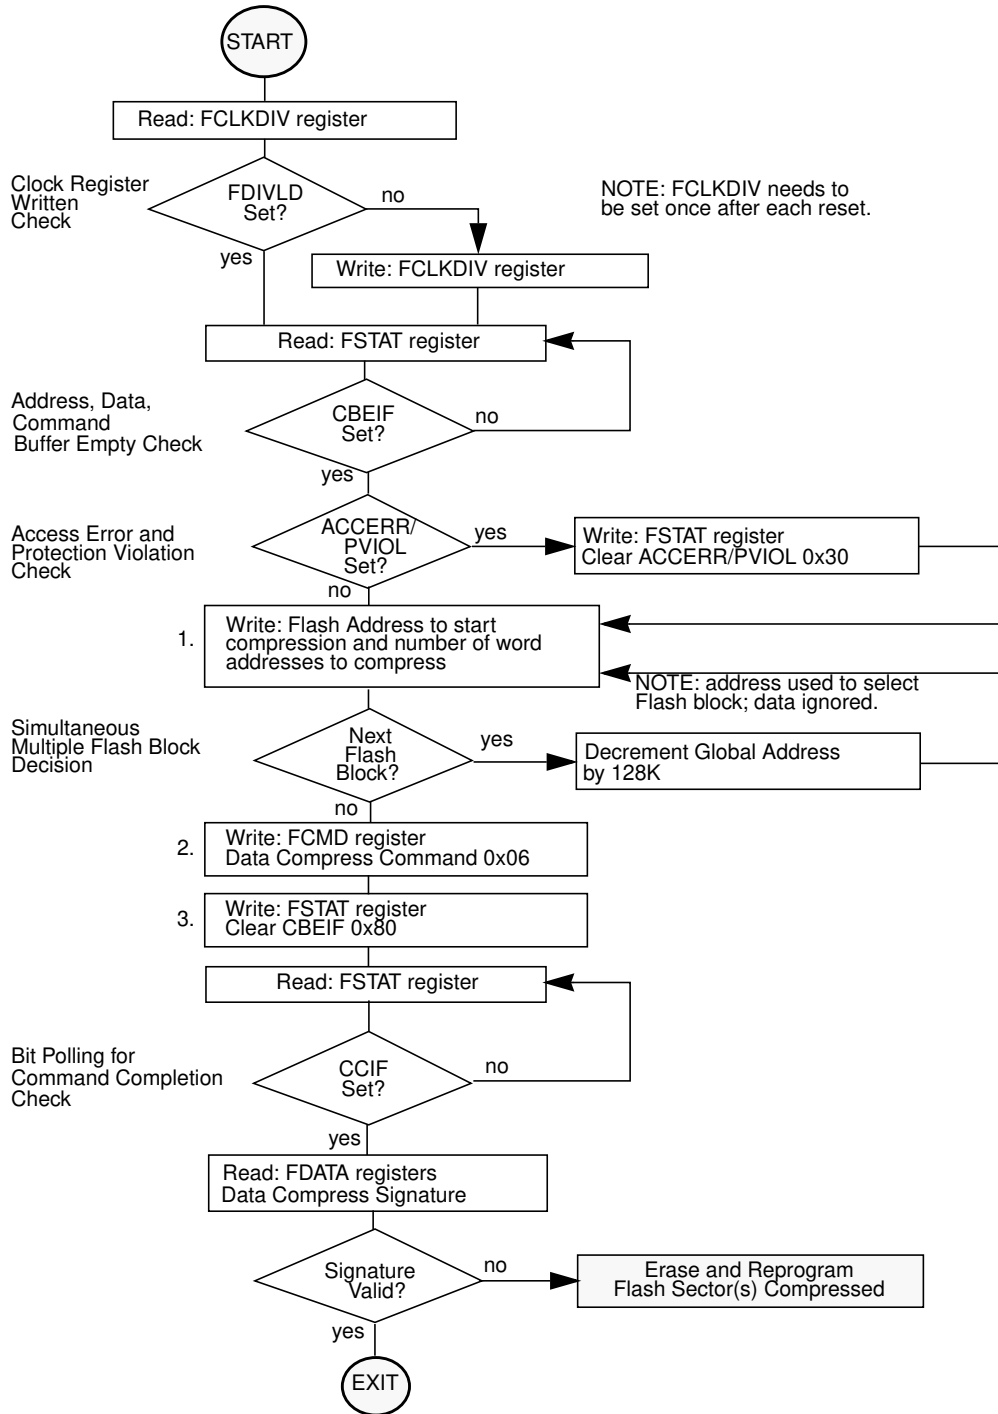 START
Read: FCLKDIV register
Clock Register
Written
Check
FDIVLD
Set?
no
yes
NOTE: FCLKDIV needs to
be set once after each reset.
Write: FCLKDIV register
Read: FSTAT register
Address, Data,
Command
Buffer Empty Check
CBEIF
Set?
no
yes
Access Error and
Protection Violation
Check
ACCERR/
PVIOL
Set?
yes
no
Write: FSTAT register
Clear ACCERR/PVIOL 0x30
1.
Write: Flash Address to start
compression and number of word
addresses to compress
NOTE: address used to select
Flash block; data ignored.
Simultaneous
Multiple Flash Block
Decision
Next
Flash
Block?
yes
no
Decrement Global Address
by 128K
2.
Write: FCMD register
Data Compress Command 0x06
3.
Write: FSTAT register
Clear CBEIF 0x80
Read: FSTAT register
Bit Polling for
Command Completion
Check
CCIF
Set?
no
yes
Read: FDATA registers
Data Compress Signature
Signature
Valid?
no
yes
Erase and Reprogram
Flash Sector(s) Compressed
EXIT